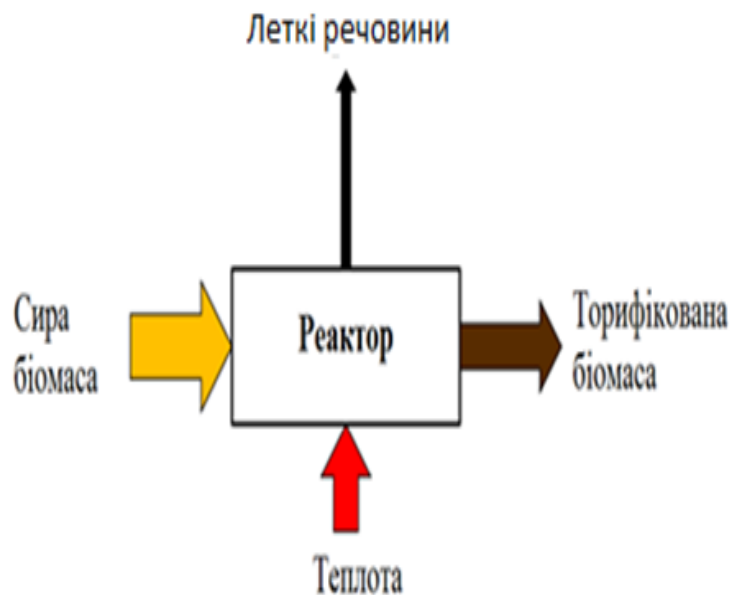 Леткі речовини
Сира
біомаса
Реактор
Торифікована
біомаса
Теплота